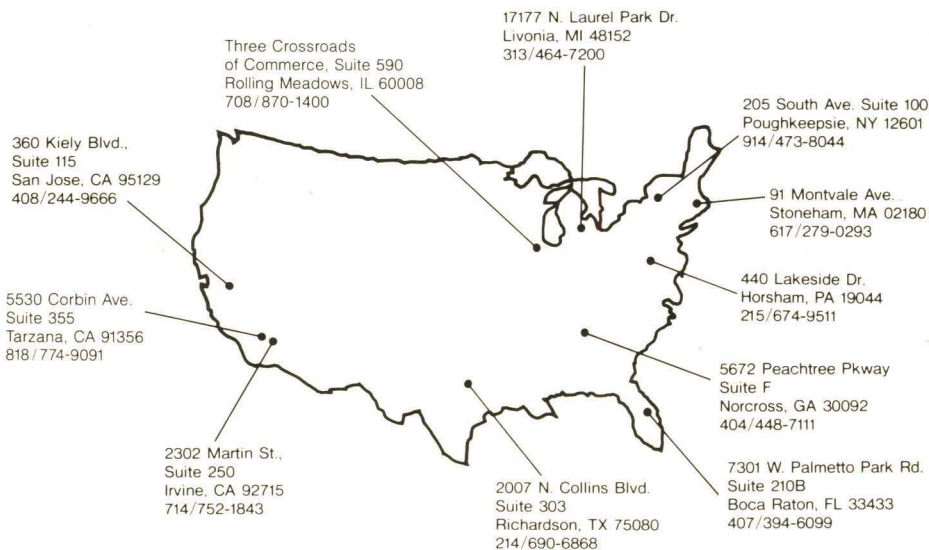 17177 N. Laurel Park Dr.
Livonia, MI 48152
313/464-7200
Three Crossroads
of Commerce, Suite 590
Rolling Meadows, IL 60008
708/870-1400
205 South Ave. Suite 100
Poughkeepsie, NY 12601
914/473-8044
360 Kiely Blvd.,
Suite 115
San Jose, CA 95129
408/244-9666
91 Montvale Ave.
Stoneham, MA 02180
617/279-0293
440 Lakeside Dr.
Horsham, PA 19044
215/674-9511
5530 Corbin Ave.
Suite 355
Tarzana, CA 91356
818/774-9091
5672 Peachtree Pkway
Suite F
Norcross, GA 30092
404/448-7111
2302 Martin St.,
Suite 250
Irvine, CA 92715
714/752-1843
2007 N. Collins Blvd.
Suite 303
Richardson, TX 75080
214/690-6868
7301 W. Palmetto Park Rd.
Suite 210B
Boca Raton, FL 33433
407/394-6099